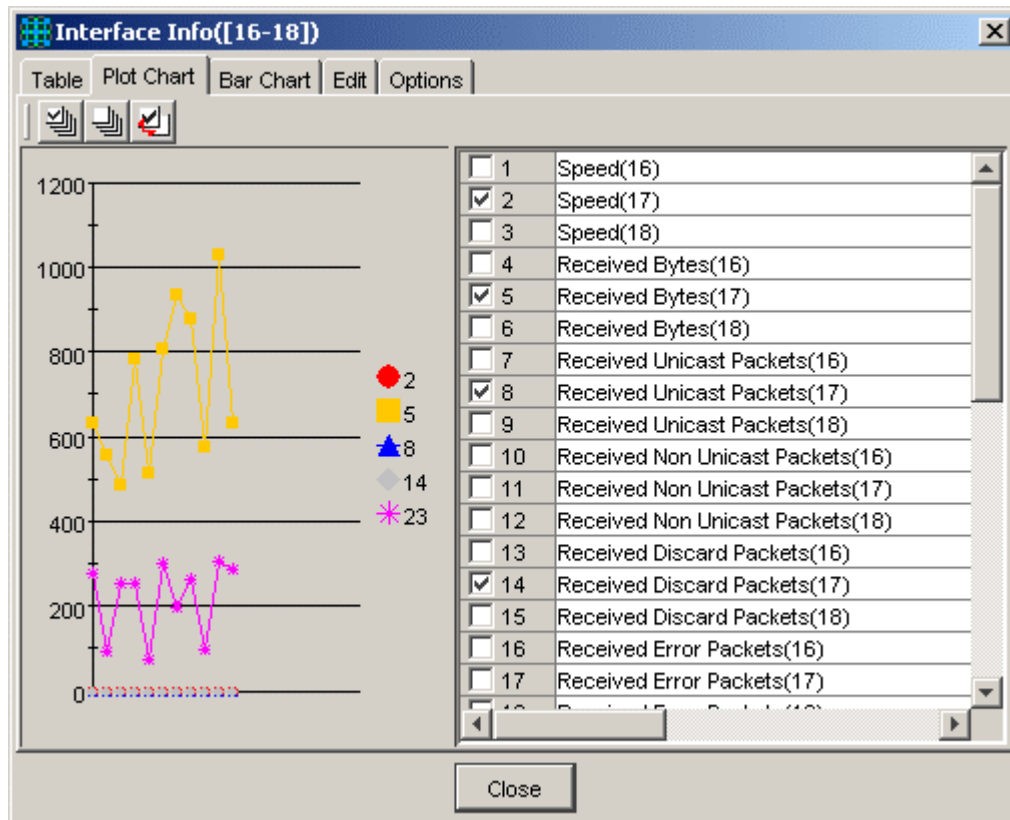 Interface Info([16-18])
Table Plot Chart Bar Chart Edit Options
1200
1000
800
600
400
200
0
2
5
8
14
23
1 Speed(16)
2 Speed(17)
3 Speed(18)
4 Received Bytes(16)
5 Received Bytes(17)
6 Received Bytes(18)
7 Received Unicast Packets(16)
8 Received Unicast Packets(17)
9 Received Unicast Packets(18)
10 Received Non Unicast Packets(16)
11 Received Non Unicast Packets(17)
12 Received Non Unicast Packets(18)
13 Received Discard Packets(16)
14 Received Discard Packets(17)
15 Received Discard Packets(18)
16 Received Error Packets(16)
17 Received Error Packets(17)
Close